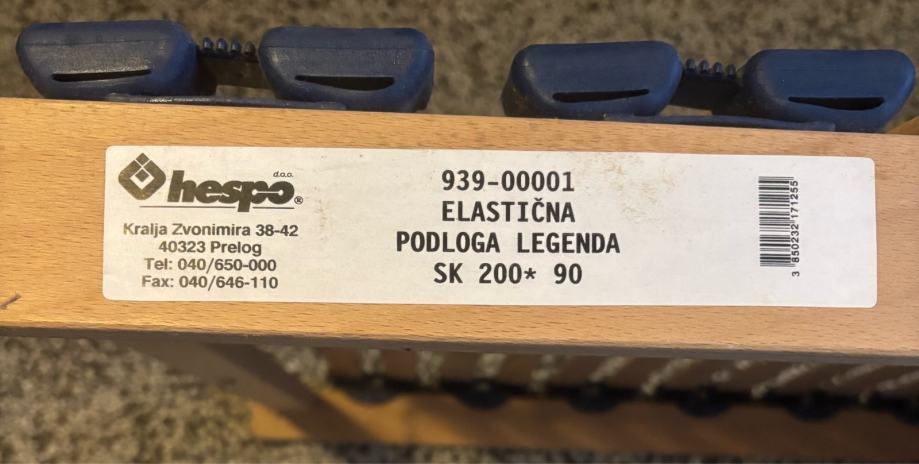 hespo d.o.o. ®
Kralja Zvonimira 38-42
40323 Prelog
Tel: 040/650-000
Fax: 040/646-110
939-00001
ELASTIČNA
PODLOGA LEGENDA
SK 200* 90
3 850232 171255